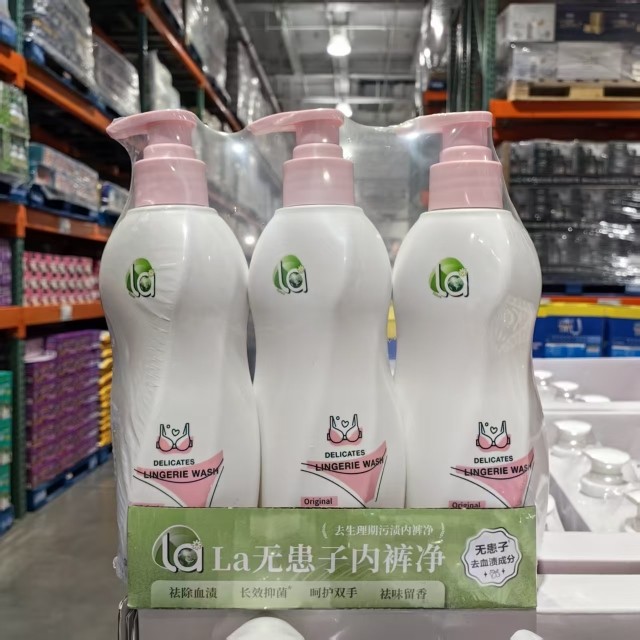 la
la
la
DELICATES
LINGERIE WASH
DELICATES
LINGERIE WASH
Original
DELICATES
LINGERIE WASH
Original
去生理期污渍内裤净
La La无患子内裤净
无患子
去血渍成分
祛除血渍 长效抑菌 呵护双手 祛味留香